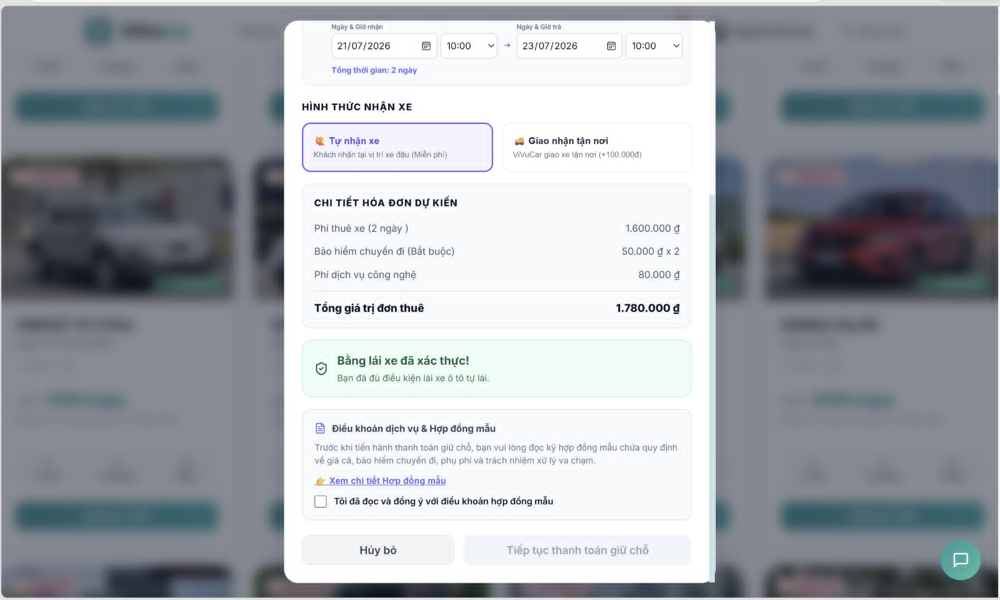 Ngày & Giờ nhận
Ngày & Giờ trả
21/07/2026
10:00
→
23/07/2026
10:00
Tổng thời gian: 2 ngày
HÌNH THỨC NHẬN XE
Tự nhận xe
Khách nhận tại vị trí xe đậu (Miễn phí)
Giao nhận tận nơi
ViVuCar giao xe tận nơi (+100.000đ)
CHI TIẾT HÓA ĐƠN DỰ KIẾN
Phí thuê xe (2 ngày )
1.600.000 ₫
Bảo hiểm chuyến đi (Bắt buộc)
50.000 ₫ x 2
Phí dịch vụ công nghệ
80.000 ₫
Tổng giá trị đơn thuê
1.780.000 ₫
Bằng lái xe đã xác thực!
Bạn đã đủ điều kiện lái xe ô tô tự lái.
Điều khoản dịch vụ & Hợp đồng mẫu
Trước khi tiến hành thanh toán giữ chỗ, bạn vui lòng đọc kỹ hợp đồng mẫu chứa quy định
về giá cả, bảo hiểm chuyến đi, phụ phí và trách nhiệm xử lý va chạm.
👉 Xem chi tiết Hợp đồng mẫu
Tôi đã đọc và đồng ý với điều khoản hợp đồng mẫu
Hủy bỏ
Tiếp tục thanh toán giữ chỗ